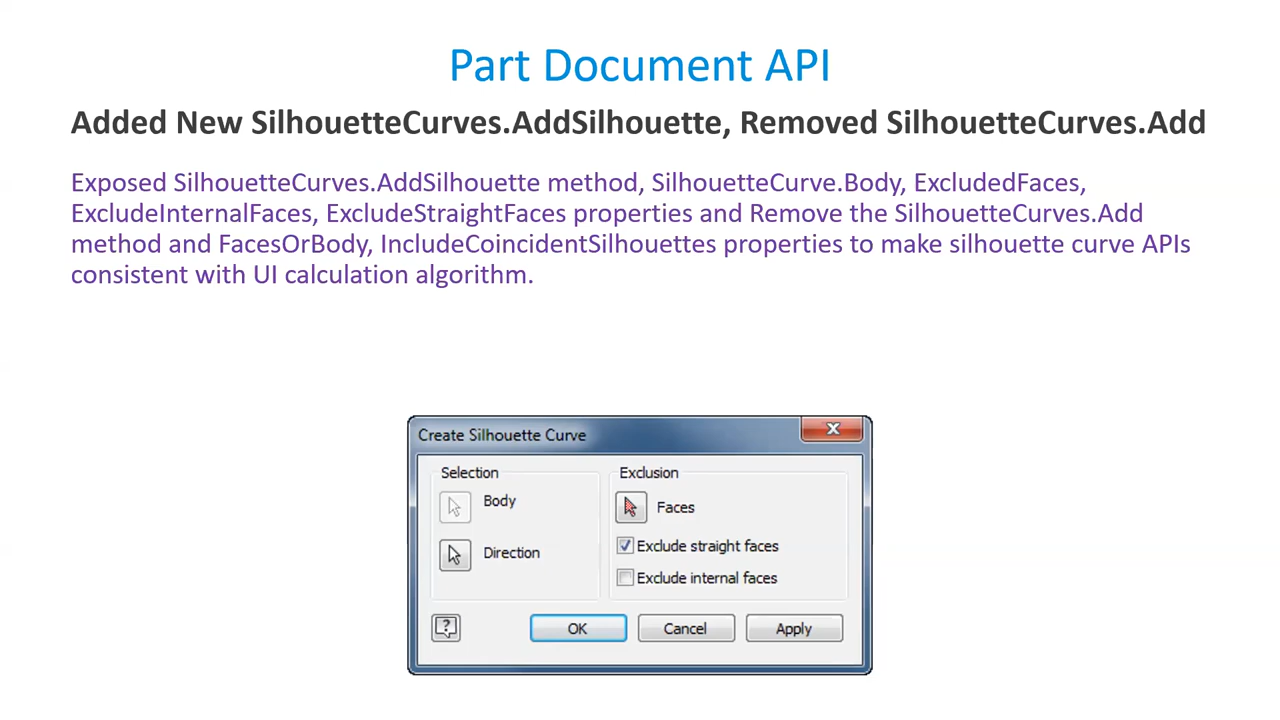 Part Document API
Added New SilhouetteCurves.AddSilhouette, Removed SilhouetteCurves.Add
Exposed SilhouetteCurves.AddSilhouette method, SilhouetteCurve.Body, ExcludedFaces,
ExcludeInternalFaces, ExcludeStraightFaces properties and Remove the SilhouetteCurves.Add
method and FacesOrBody, IncludeCoincidentSilhouettes properties to make silhouette curve APIs
consistent with UI calculation algorithm.
Create Silhouette Curve
Selection
Body
Direction
Exclusion
Faces
Exclude straight faces
Exclude internal faces
?
OK
Cancel
Apply